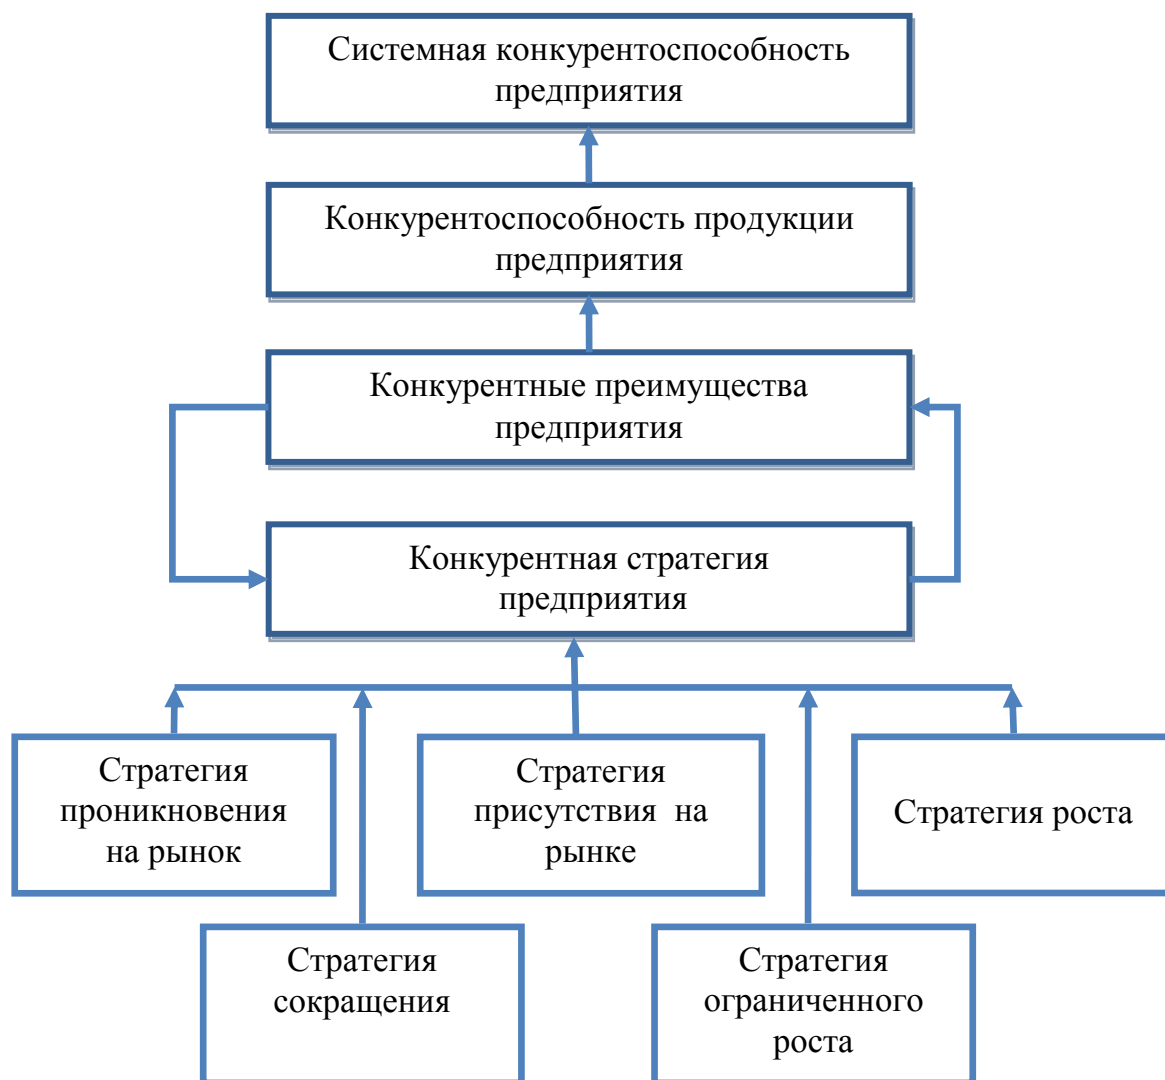 Системная конкурентоспособность
предприятия
Конкурентоспособность продукции
предприятия
Конкурентные преимущества
предприятия
Конкурентная стратегия
предприятия
Стратегия
проникновения
на рынок
Стратегия
присутствия на
рынке
Стратегия роста
Стратегия
сокращения
Стратегия
ограниченного
роста